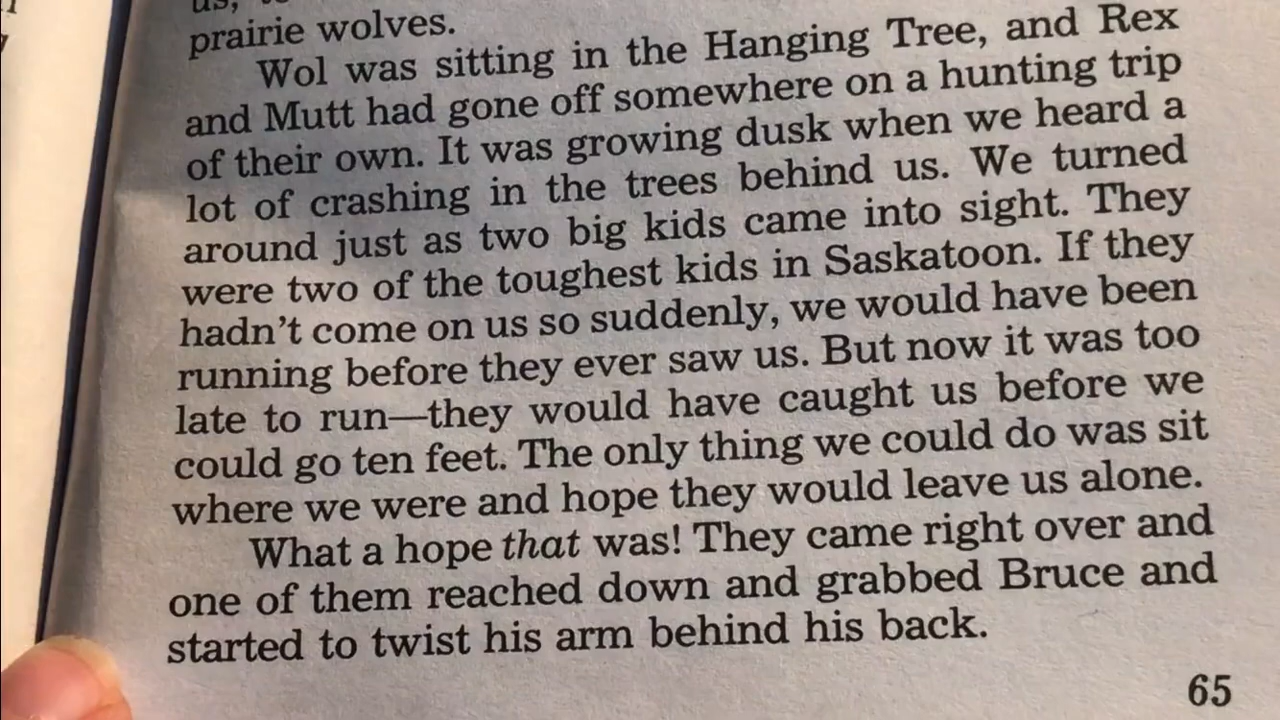 us,
prairie wolves.
Wol was sitting in the Hanging Tree, and Rex
and Mutt had gone off somewhere on a hunting trip
of their own. It was growing dusk when we heard a
lot of crashing in the trees behind us. We turned
around just as two big kids came into sight. They
were two of the toughest kids in Saskatoon. If they
hadn't come on us so suddenly, we would have been
running before they ever saw us. But now it was too
late to run—they would have caught us before we
could go ten feet. The only thing we could do was sit
where we were and hope they would leave us alone.
What a hope that was! They came right over and
one of them reached down and grabbed Bruce and
started to twist his arm behind his back.
65